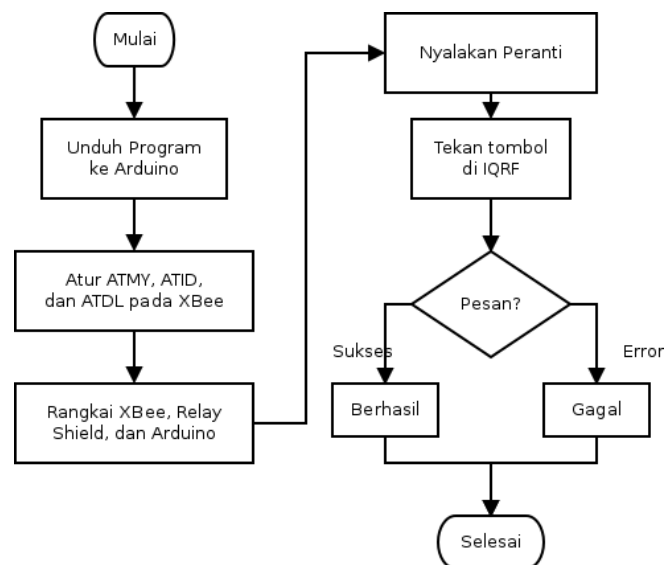 Mulai
Unduh Program
ke Arduino
Atur ATMY, ATID,
dan ATDL pada XBee
Rangkai XBee, Relay
Shield, dan Arduino
Nyalakan Peranti
Tekan tombol
di IQRF
Pesan?
Sukses
Error
Berhasil
Gagal
Selesai